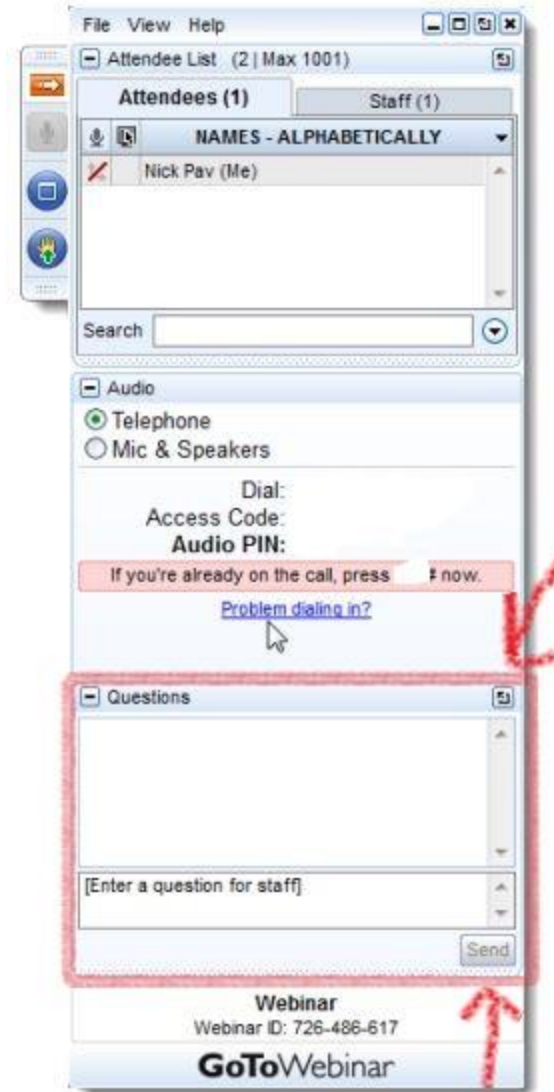 File View Help
Attendee List (2 | Max 1001)
Attendees (1) Staff (1)
NAMES - ALPHABETICALLY
Nick Pav (Me)
Search
Audio
Telephone
Mic & Speakers
Dial:
Access Code:
Audio PIN:
If you're already on the call, press # now.
Problem dialing in?
Questions
[Enter a question for staff]
Send
Webinar
Webinar ID: 726-486-617
GoToWebinar